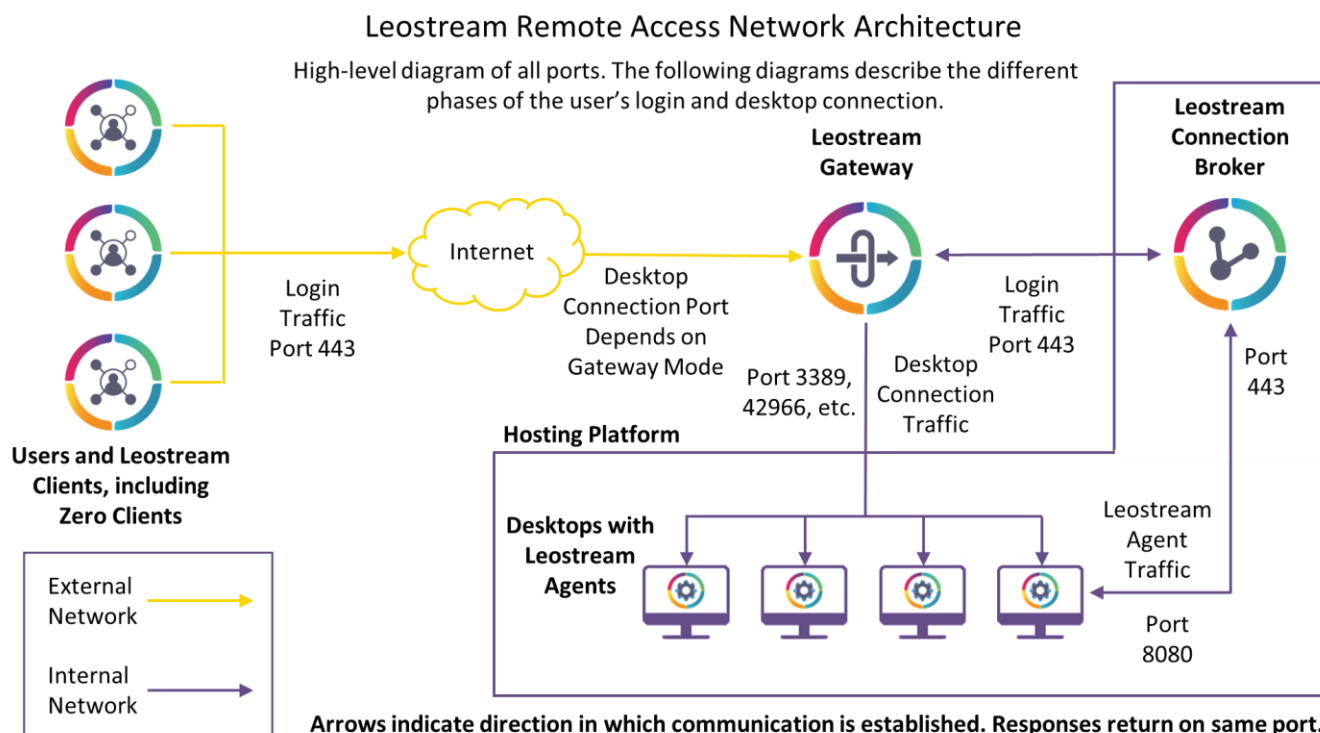 Leostream Remote Access Network Architecture
High-level diagram of all ports. The following diagrams describe the different
phases of the user's login and desktop connection.
Leostream
Gateway
Leostream
Connection
Broker
Internet
Login
Traffic
Port 443
Desktop
Connection Port
Depends on
Gateway Mode
Login
Traffic
Port 443
Port
443
Port 3389,
42966, etc.
Desktop
Connection
Traffic
Users and Leostream
Clients, including
Zero Clients
Hosting Platform
Desktops with
Leostream
Agents
Leostream
Agent
Traffic
Port
8080
External
Network
Internal
Network
Arrows indicate direction in which communication is established. Responses return on same port.